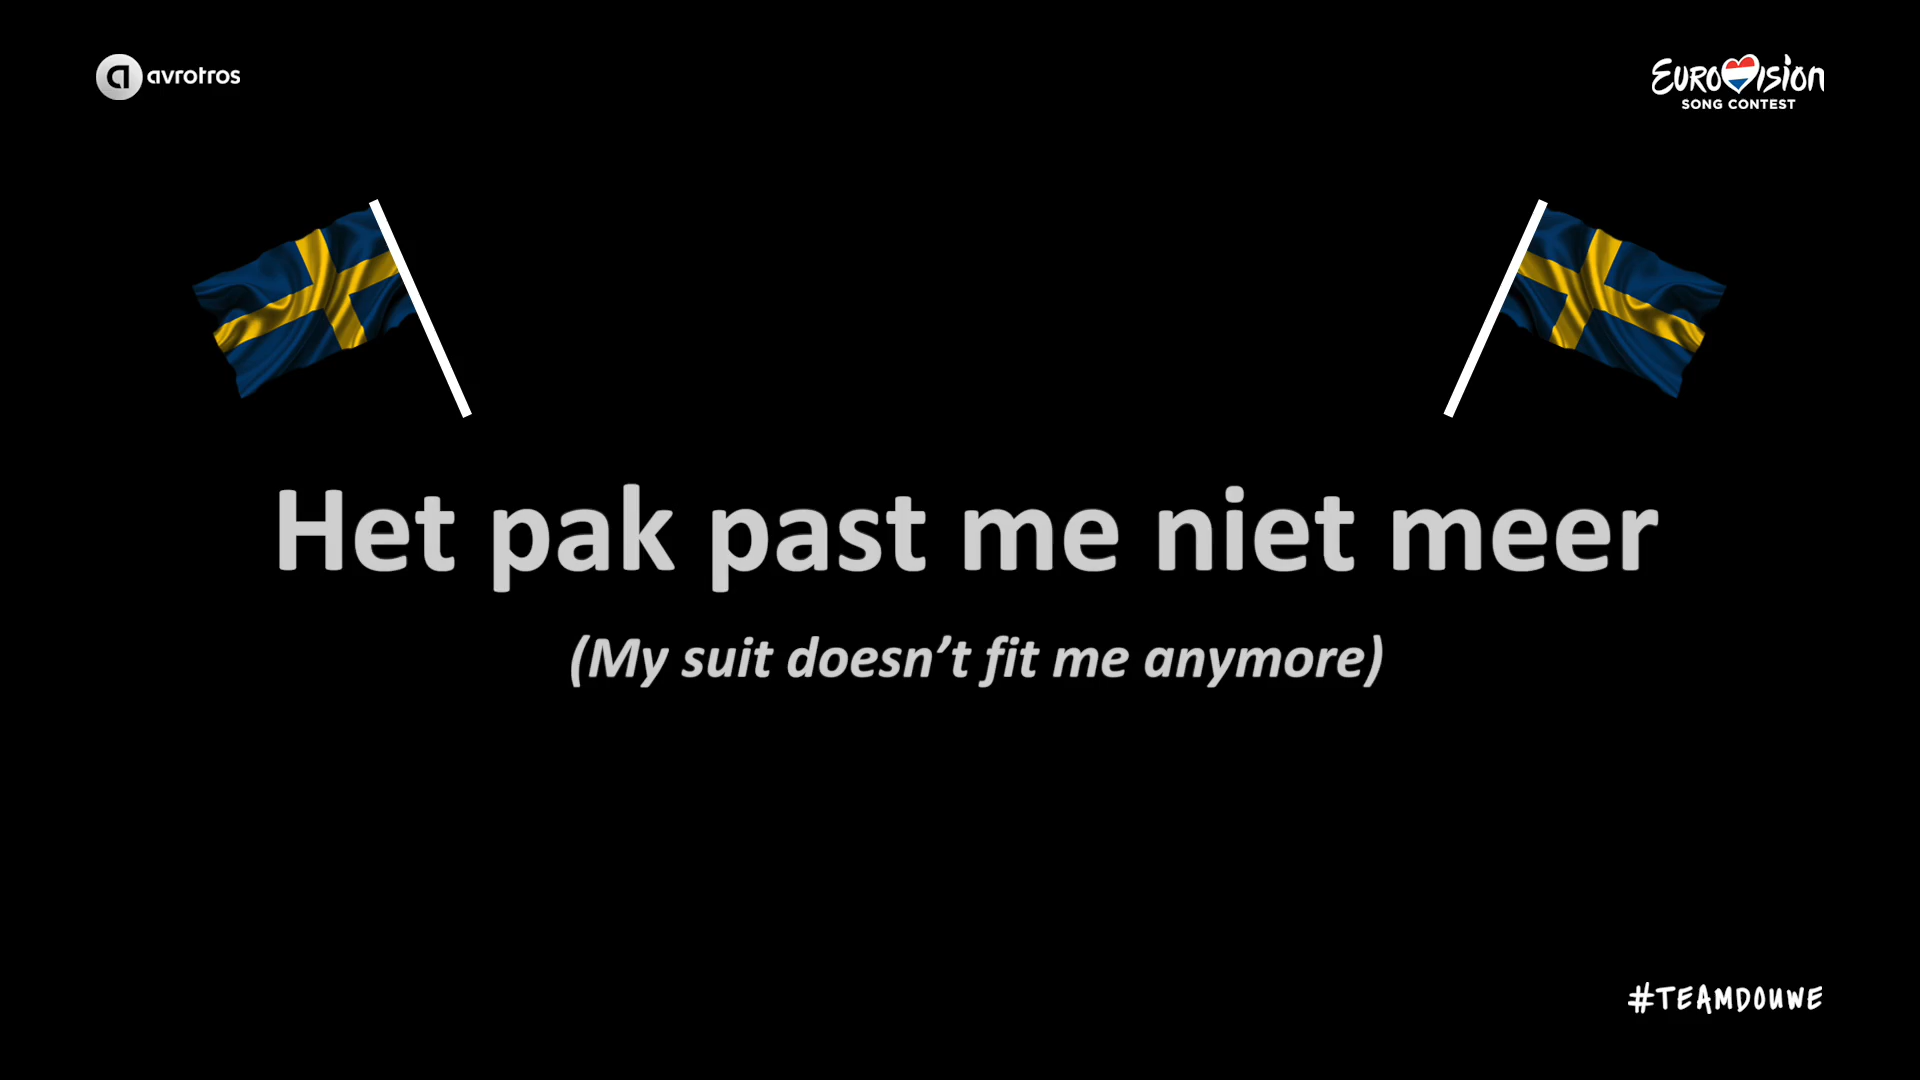 avrotros
EUROVISION
SONG CONTEST
Het pak past me niet meer
(My suit doesn’t fit me anymore)
#TEAMDOUWE